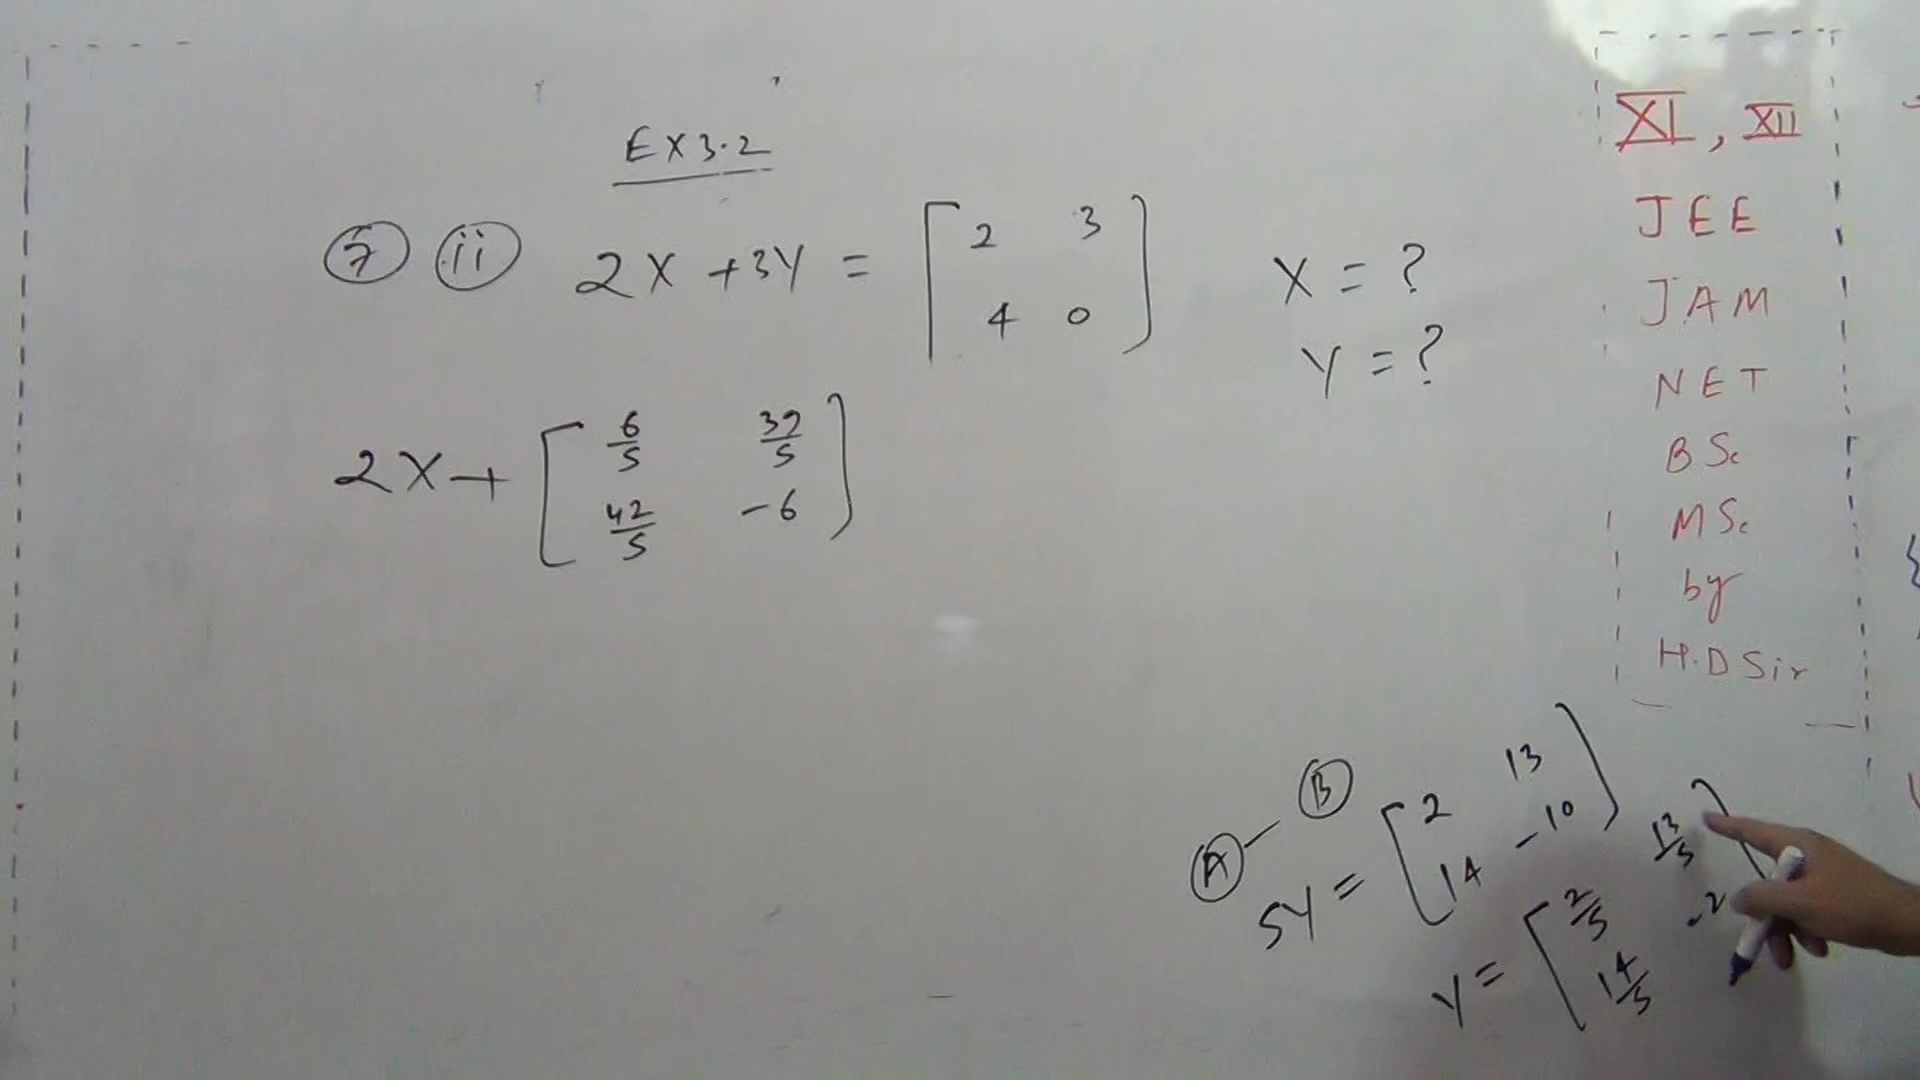 EX 3.2
7 ii 2X + 3Y = [ 2 3
4 0 ]
X = ?
Y = ?
2X + [ 6/5 39/5
42/5 -6 ]
A - B
5Y = [ 2 13
14 -10 ]
Y = [ 2/5 13/5
14/5 -2
XI, XII
JEE
JAM
NET
BSc
MSc
by
H.D Sir